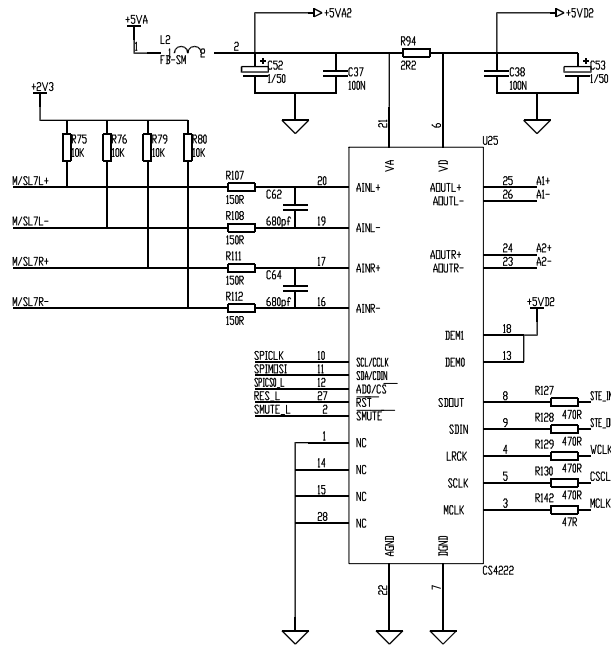 +5VA
+5VA2
+5VD2
L2
1
2
2
FB-SM
C52
1/50
C37
100N
R94
2R2
C38
100N
C53
1/50
+2V3
R75
10K
R76
10K
R79
10K
R80
10K
21
6
U25
VA
VD
M/SL7L+
R107
150R
20
AINL+
AOUTL+
25
A1+
AOUTL-
26
A1-
C62
680pf
M/SL7L-
R108
150R
19
AINL-
M/SL7R+
R111
150R
17
AINR+
AOUTR+
24
A2+
AOUTR-
23
A2-
C64
680pf
M/SL7R-
R112
150R
16
AINR-
+5VD2
DEM1
18
DEM0
13
SPICLK
10
SCL/CCLK
SPIMOSI
11
SDA/CDIN
SPICS0_L
12
AD0/CS
RES_L
27
RST
SMUTE_L
2
SMUTE
SDOUT
8
R127
470R
SDIN
9
R128
470R
LRCK
4
R129
470R
WCLK
SCLK
5
R130
470R
CSCL
MCLK
3
R142
47R
MCLK
1
NC
14
NC
15
NC
28
NC
AGND
DGND
CS4222
22
7